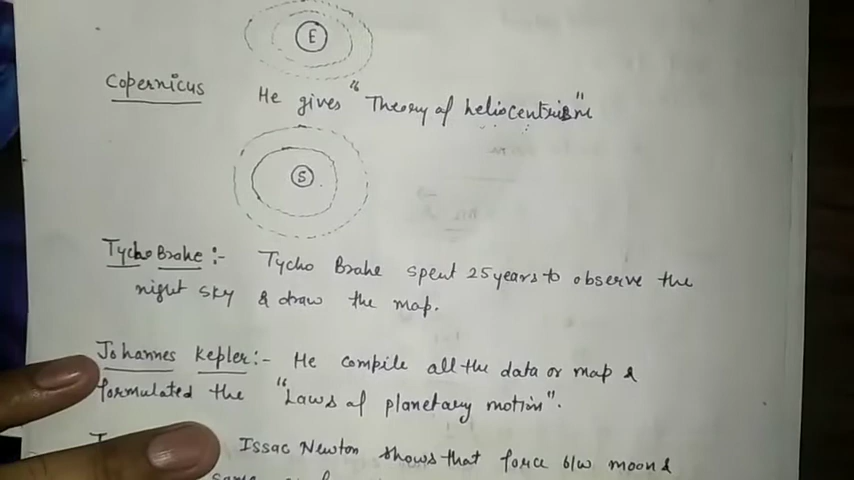 E
Copernicus He gives "Theory of heliocentrism"
S
Tycho Brahe :- Tycho Brahe spent 25 years to observe the
night sky & draw the map.
Johannes Kepler :- He compile all the data or map &
formulated the "Laws of planetary motion".
Issac Newton shows that force b/w moon &
same